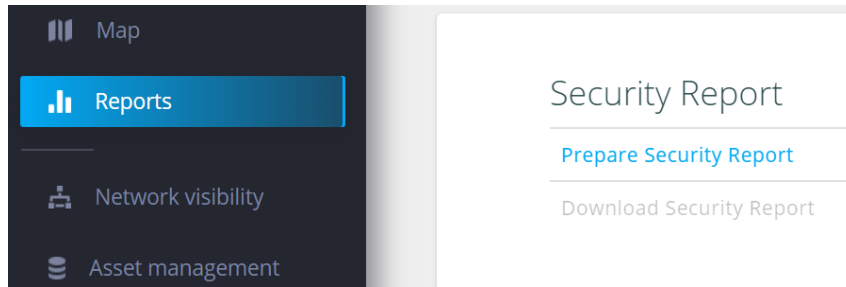 Map
Reports
Network visibility
Asset management
Security Report
Prepare Security Report
Download Security Report